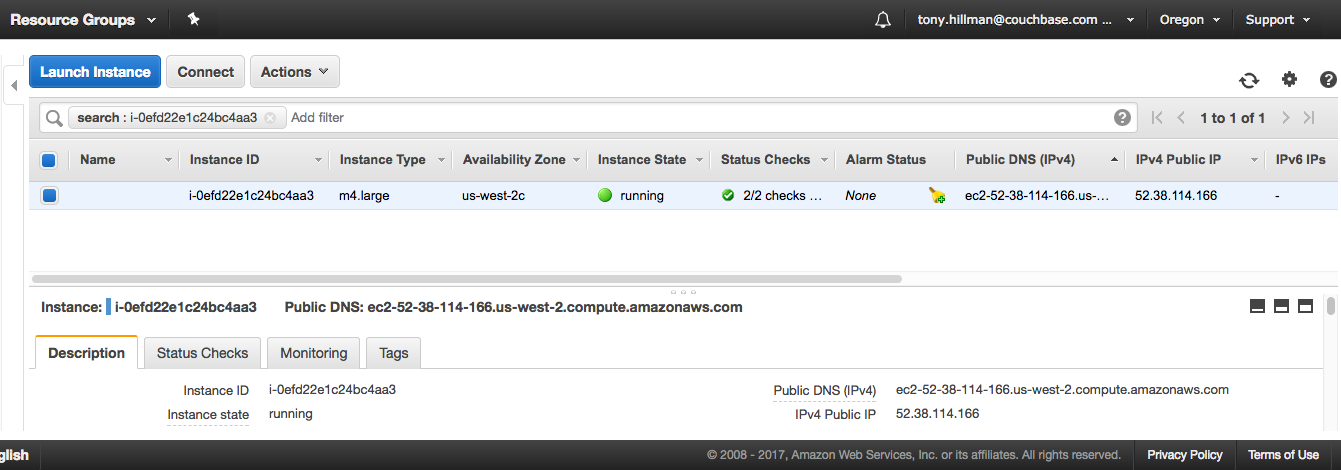 Resource Groups tony.hillman@couchbase.com ... Oregon Support
Launch Instance Connect Actions
search : i-0efd22e1c24bc4aa3 Add filter 1 to 1 of 1
Name Instance ID Instance Type Availability Zone Instance State Status Checks Alarm Status Public DNS (IPv4) IPv4 Public IP IPv6 IPs
i-0efd22e1c24bc4aa3 m4.large us-west-2c running 2/2 checks ... None ec2-52-38-114-166.us-... 52.38.114.166 -
Instance: i-0efd22e1c24bc4aa3 Public DNS: ec2-52-38-114-166.us-west-2.compute.amazonaws.com
Description Status Checks Monitoring Tags
Instance ID i-0efd22e1c24bc4aa3 Public DNS (IPv4) ec2-52-38-114-166.us-west-2.compute.amazonaws.com
Instance state running IPv4 Public IP 52.38.114.166
glish © 2008 - 2017, Amazon Web Services, Inc. or its affiliates. All rights reserved. Privacy Policy Terms of Use